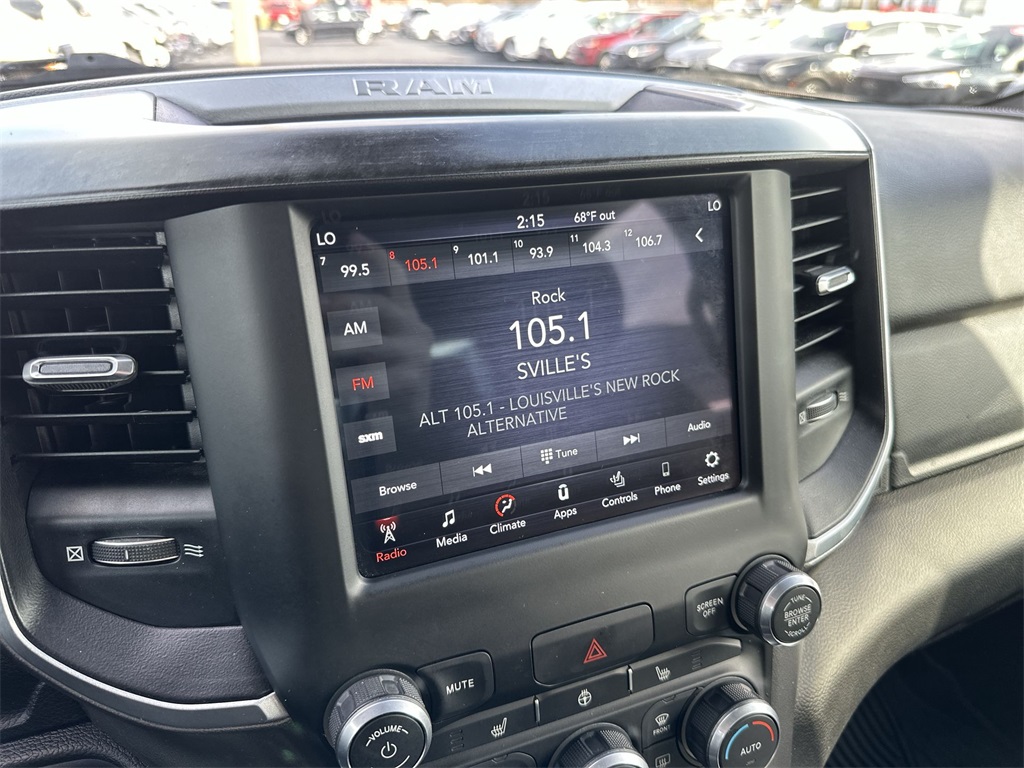 RAM
2:15 68°F out
LO LO
7 99.5 8 105.1 9 101.1 10 93.9 11 104.3 12 106.7
Rock
AM
105.1
SVILLE'S
FM
ALT 105.1 - LOUISVILLE'S NEW ROCK
ALTERNATIVE
sxm
Browse Tune Audio
Radio Media Climate Apps Controls Phone Settings
SCREEN
OFF
TUNE
BROWSE
ENTER
SCROLL
MUTE
VOLUME
FRONT
AUTO